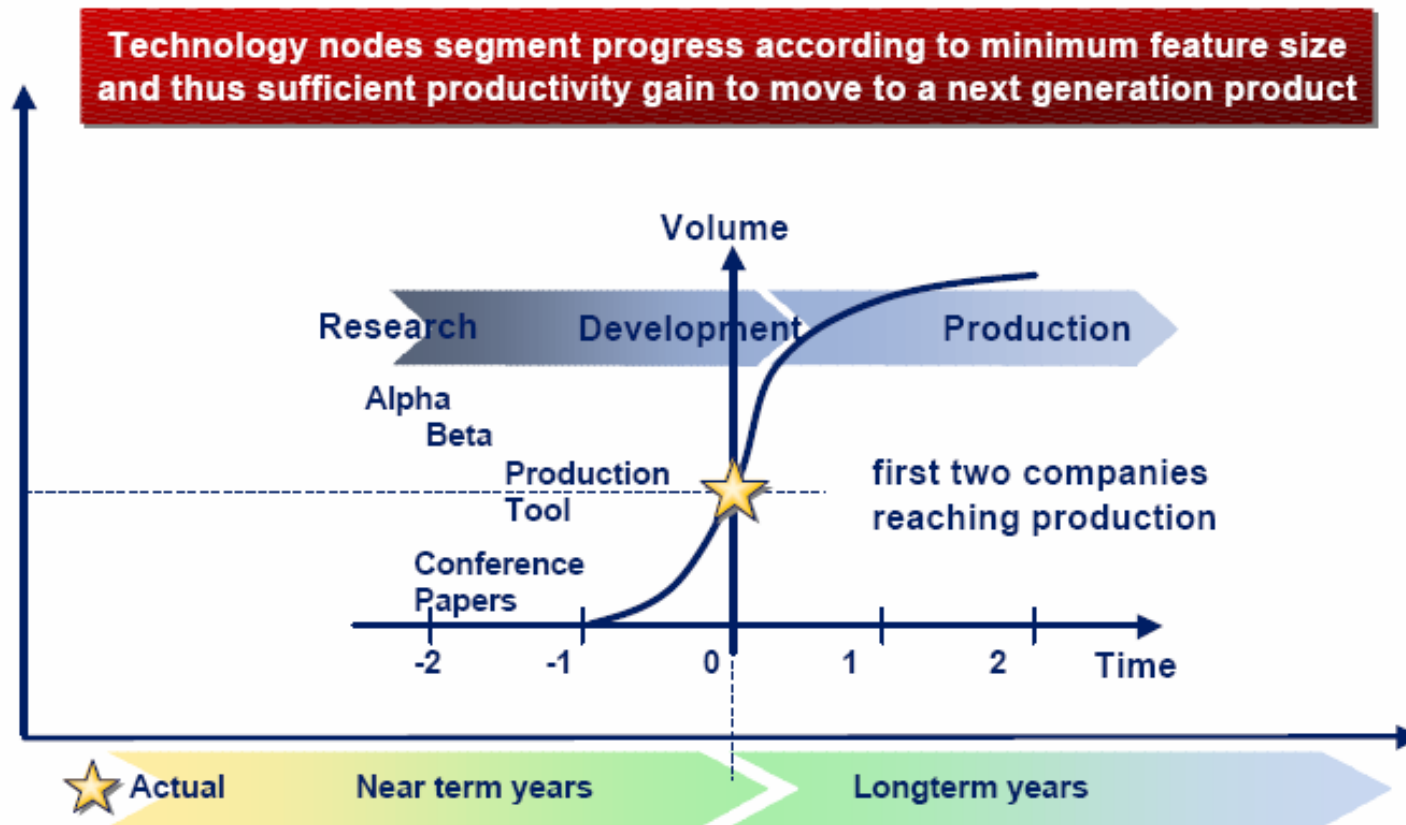 Technology nodes segment progress according to minimum feature size
and thus sufficient productivity gain to move to a next generation product
Volume
Research
Development
Production
Alpha
Beta
Production
Tool
first two companies
reaching production
Conference
Papers
-2
-1
0
1
2
Time
Actual
Near term years
Longterm years